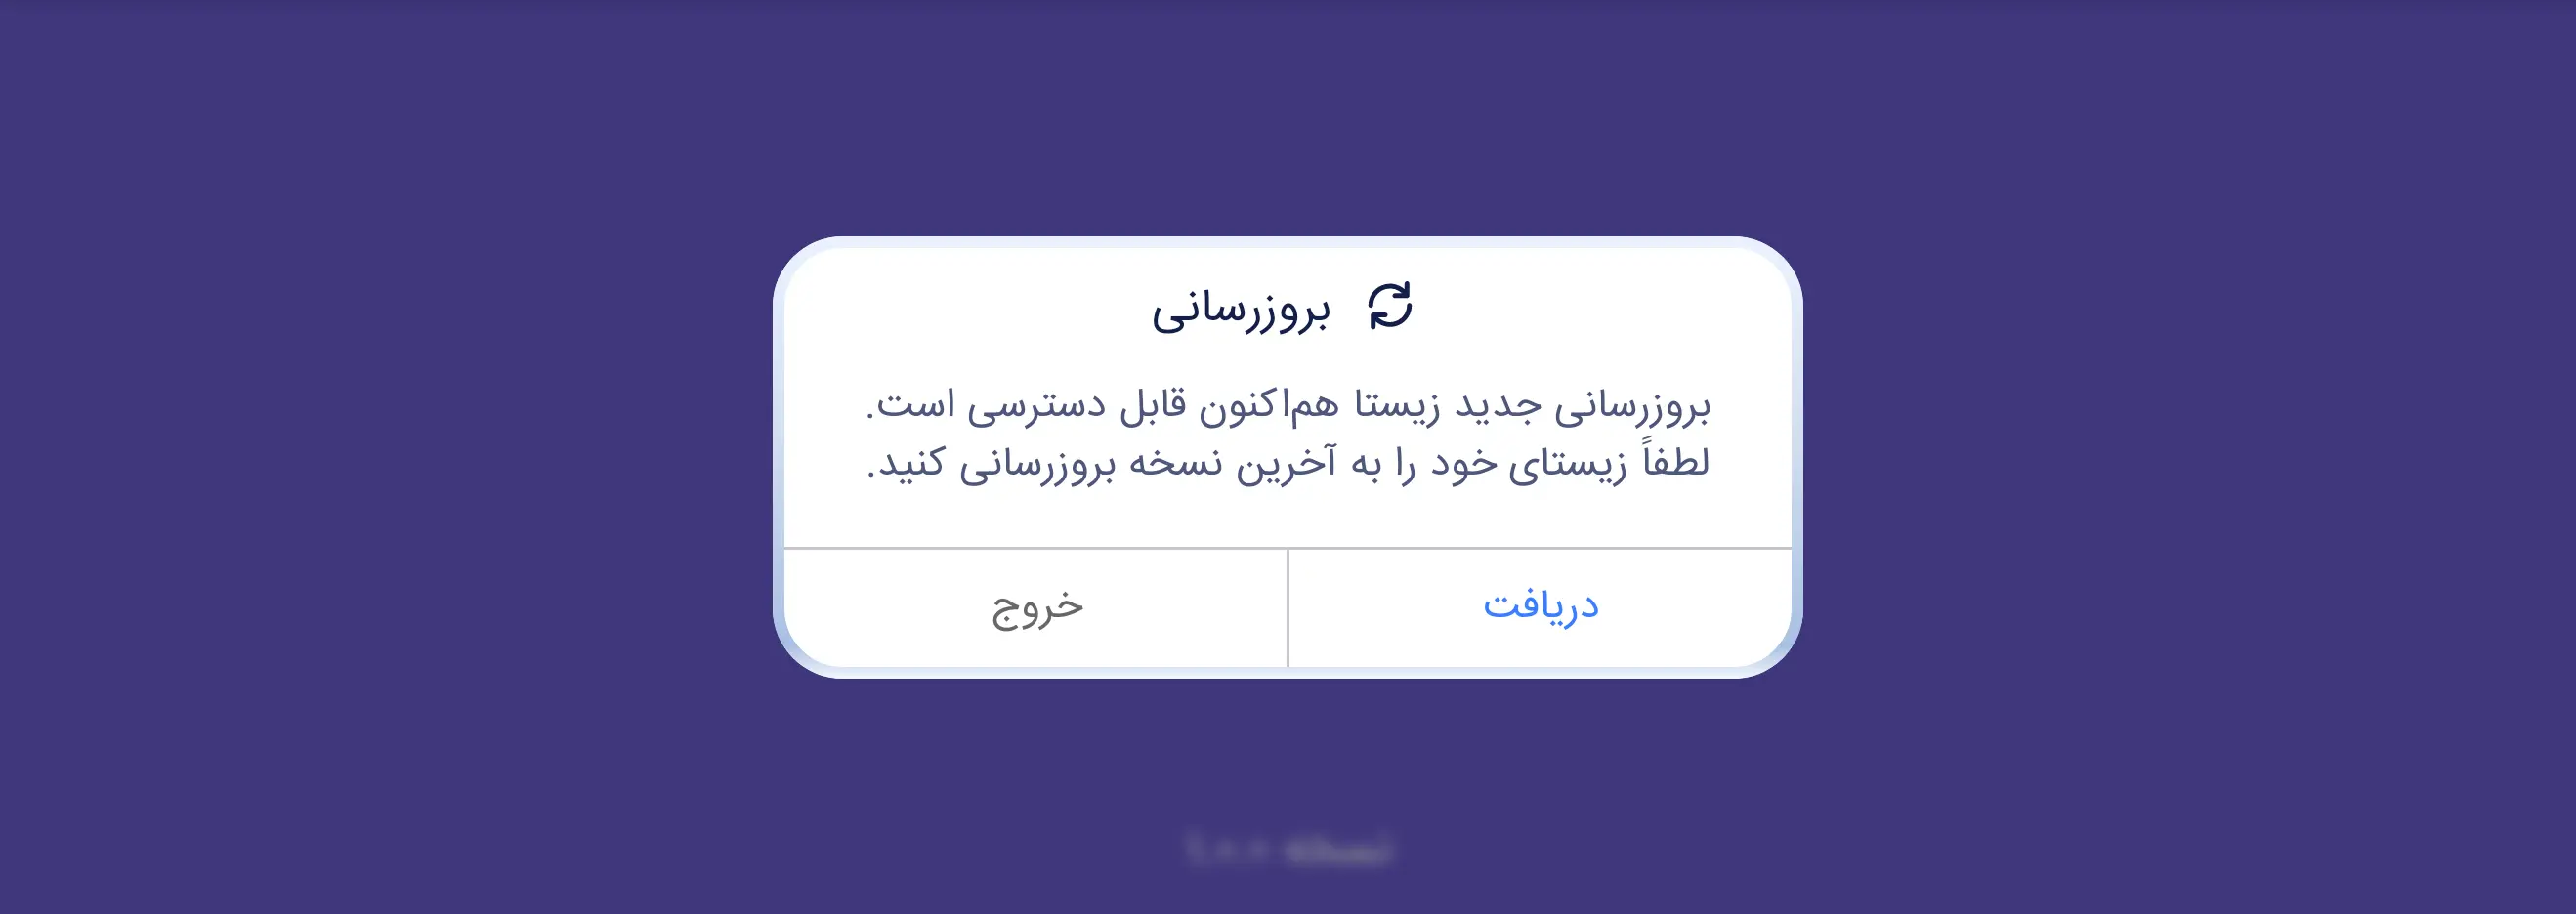 بروزرسانی
بروزرسانی جدید زیستا هم‌اکنون قابل دسترسی است.
لطفاً زیستای خود را به آخرین نسخه بروزرسانی کنید.
دریافت
خروج
نسخه